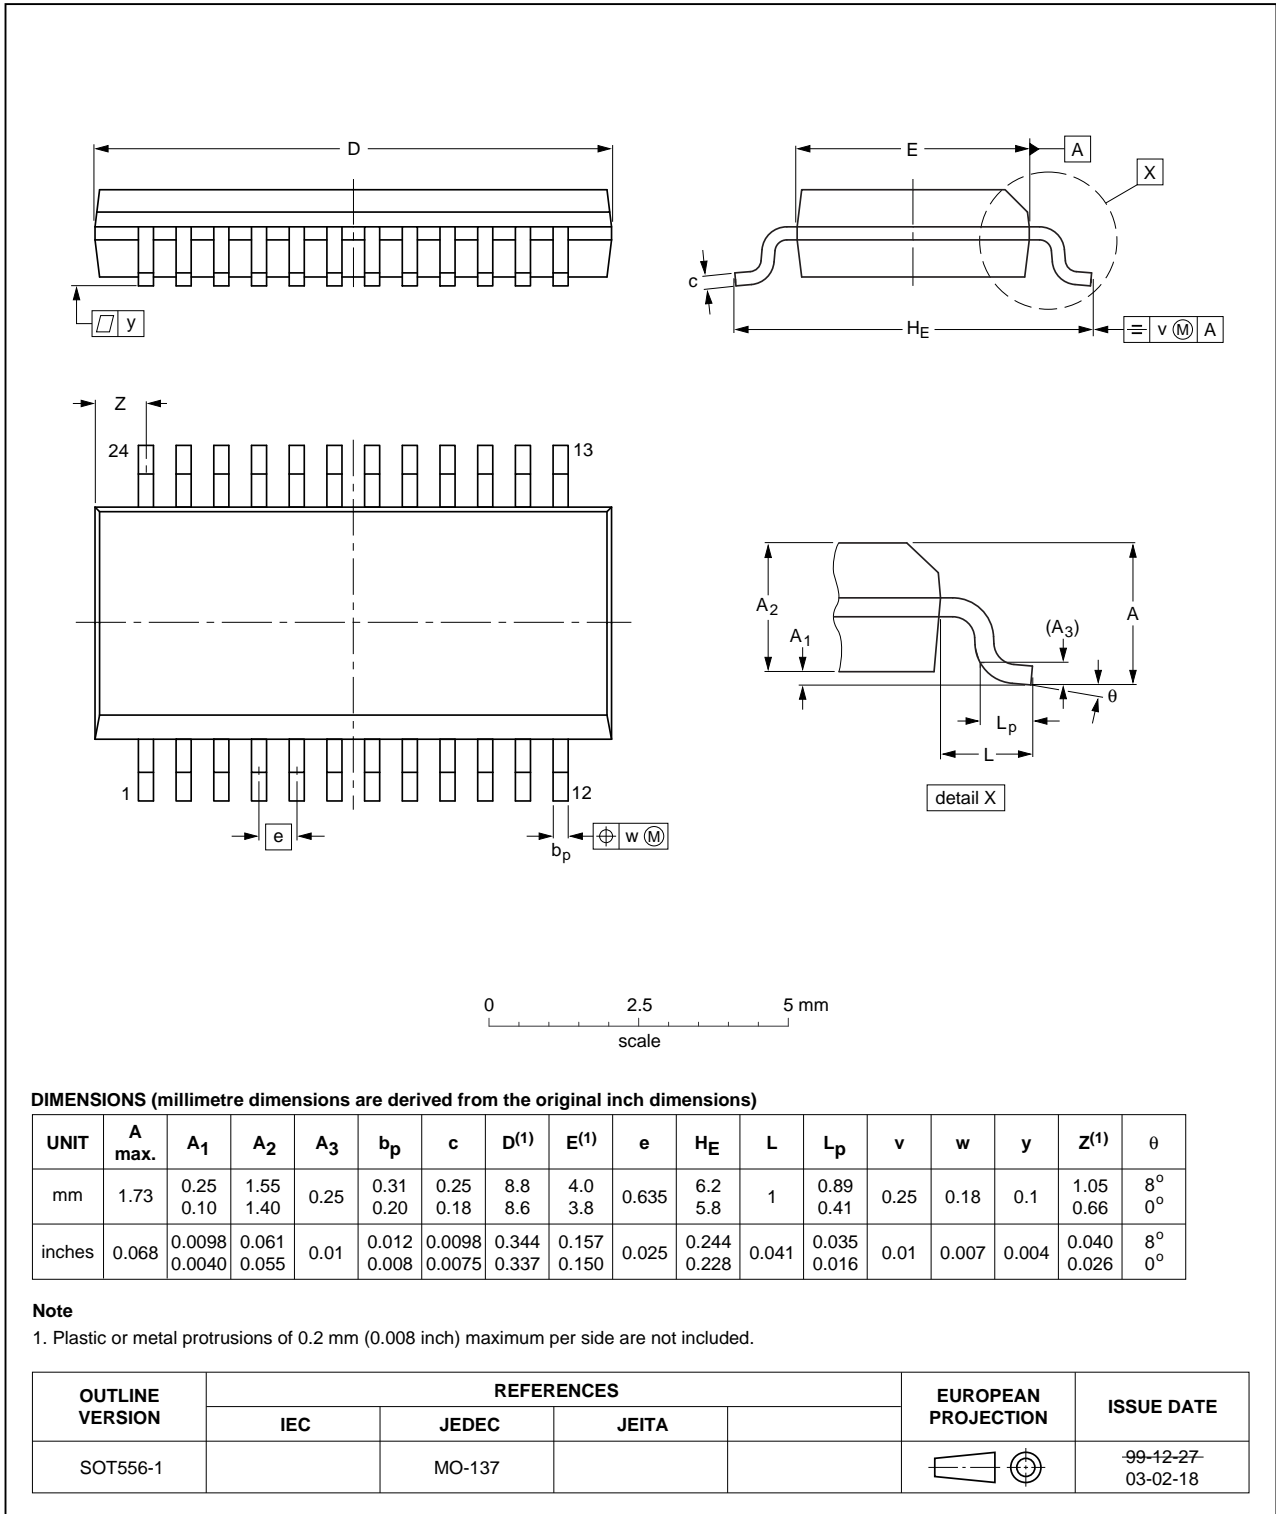 D
E
A
X
c
y
HE
v M A
Z
24
13
1
12
e
bp
w M
A2
A1
(A3)
A
θ
Lp
L
detail X
0 2.5 5 mm
scale
DIMENSIONS (millimetre dimensions are derived from the original inch dimensions)
UNIT A max. A1 A2 A3 bp c D(1) E(1) e HE L Lp v w y Z(1) θ
mm 1.73 0.25 0.10 1.55 1.40 0.25 0.31 0.20 0.25 0.18 8.8 8.6 4.0 3.8 0.635 6.2 5.8 1 0.89 0.41 0.25 0.18 0.1 1.05 0.66 8° 0°
inches 0.068 0.0098 0.0040 0.061 0.055 0.01 0.012 0.008 0.0098 0.0075 0.344 0.337 0.157 0.150 0.025 0.244 0.228 0.041 0.035 0.016 0.01 0.007 0.004 0.040 0.026 8° 0°
Note
1. Plastic or metal protrusions of 0.2 mm (0.008 inch) maximum per side are not included.
OUTLINE VERSION REFERENCES EUROPEAN PROJECTION ISSUE DATE
IEC JEDEC JEITA
SOT556-1 MO-137 99-12-27
03-02-18